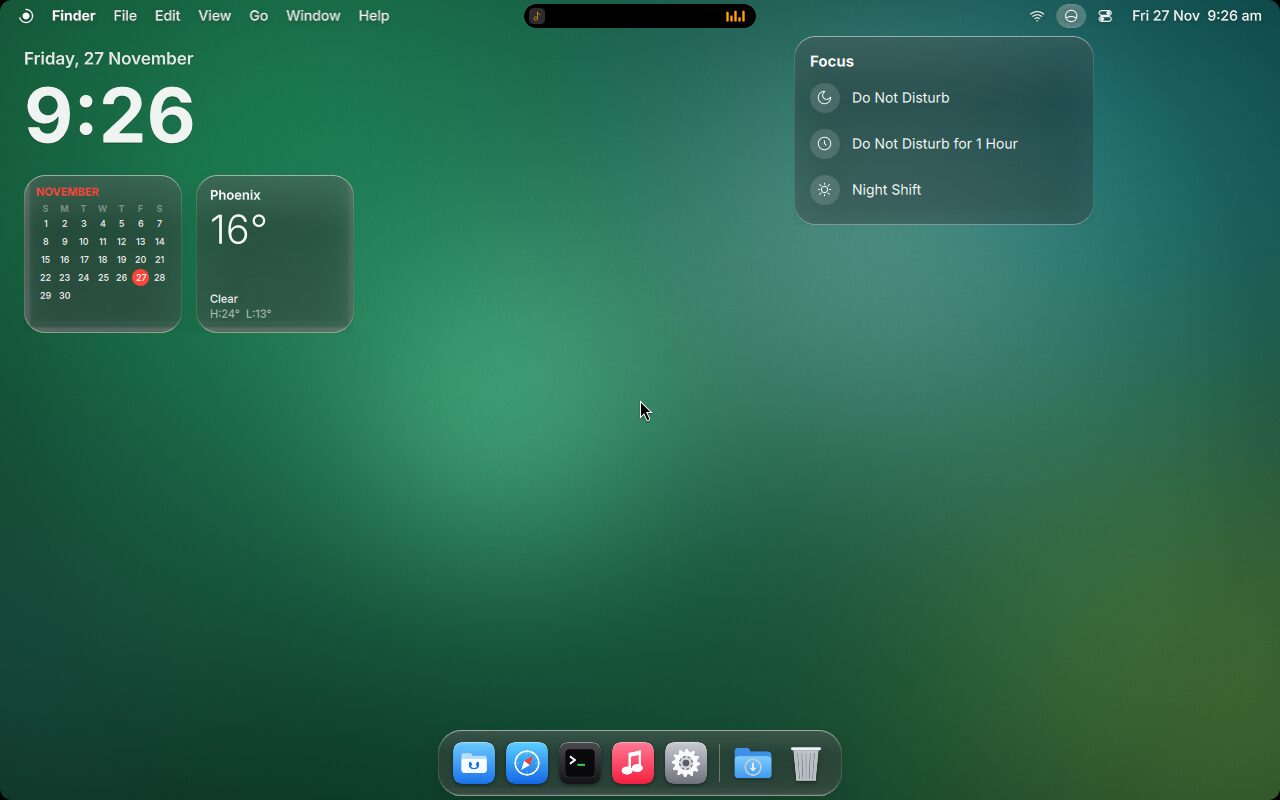 Finder File Edit View Go Window Help
Fri 27 Nov 9:26 am
Friday, 27 November
9:26
NOVEMBER
S M T W T F S
1 2 3 4 5 6 7
8 9 10 11 12 13 14
15 16 17 18 19 20 21
22 23 24 25 26 27 28
29 30
Phoenix
16°
Clear
H:24° L:13°
Focus
Do Not Disturb
Do Not Disturb for 1 Hour
Night Shift